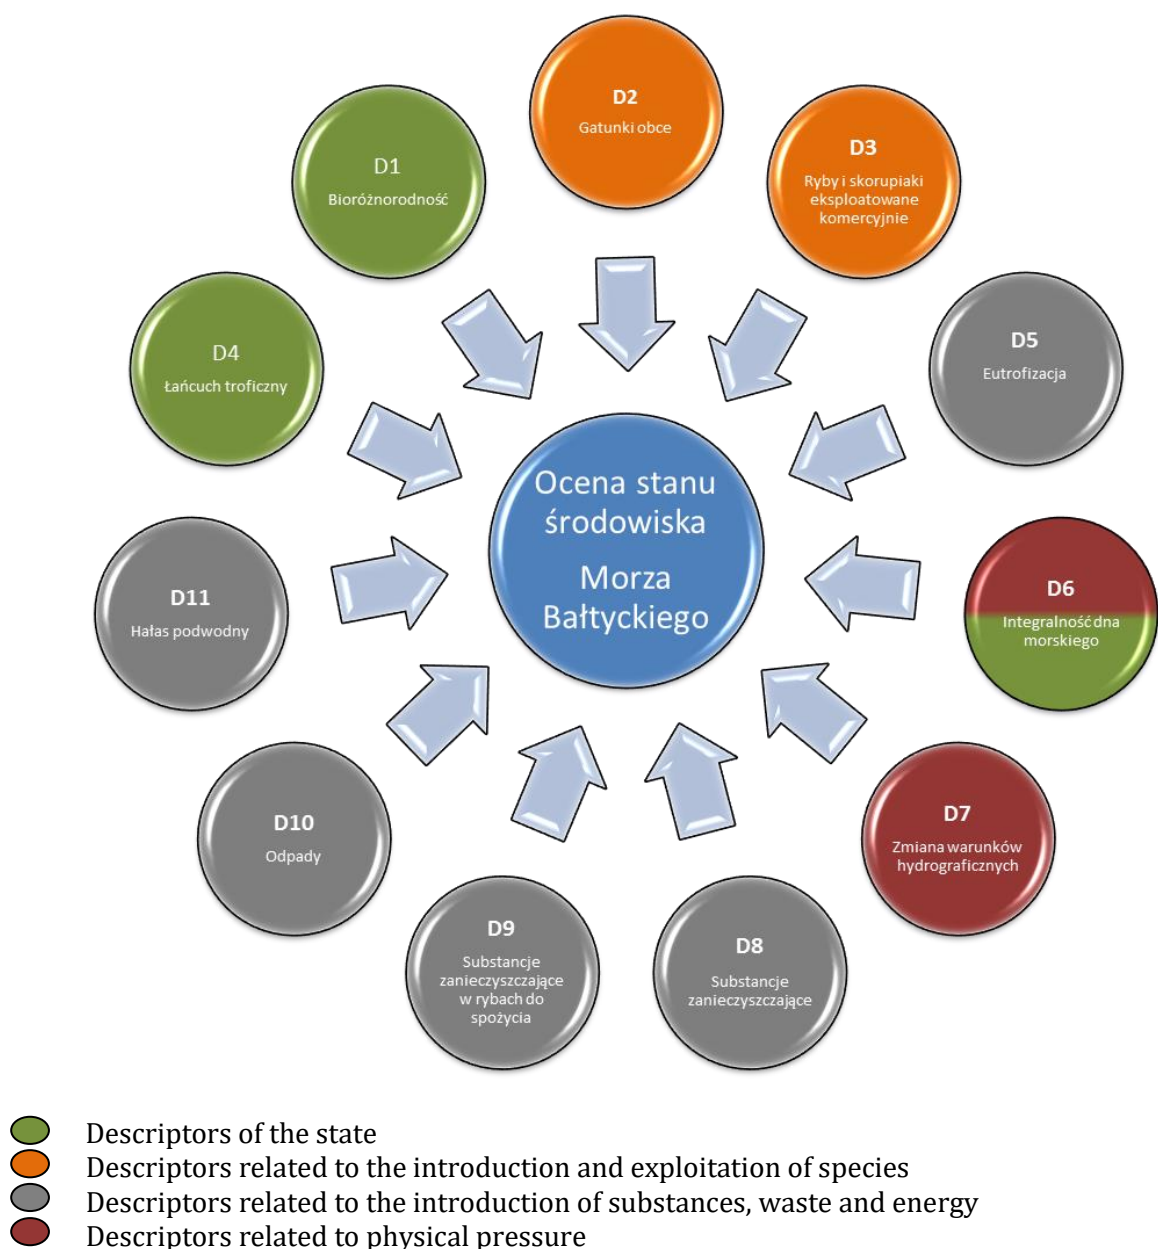 D2
Gatunki obce
D1
Bioróżnorodność
D3
Ryby i skorupiaki
eksploatowane
komercyjnie
D4
Łańcuch troficzny
D5
Eutrofizacja
Ocena stanu
środowiska
Morza
Bałtyckiego
D11
Hałas podwodny
D6
Integralność dna
morskiego
D10
Odpady
D7
Zmiana warunków
hydrograficznych
D9
Substancje
zanieczyszczające
w rybach do
spożycia
D8
Substancje
zanieczyszczające
Descriptors of the state
Descriptors related to the introduction and exploitation of species
Descriptors related to the introduction of substances, waste and energy
Descriptors related to physical pressure